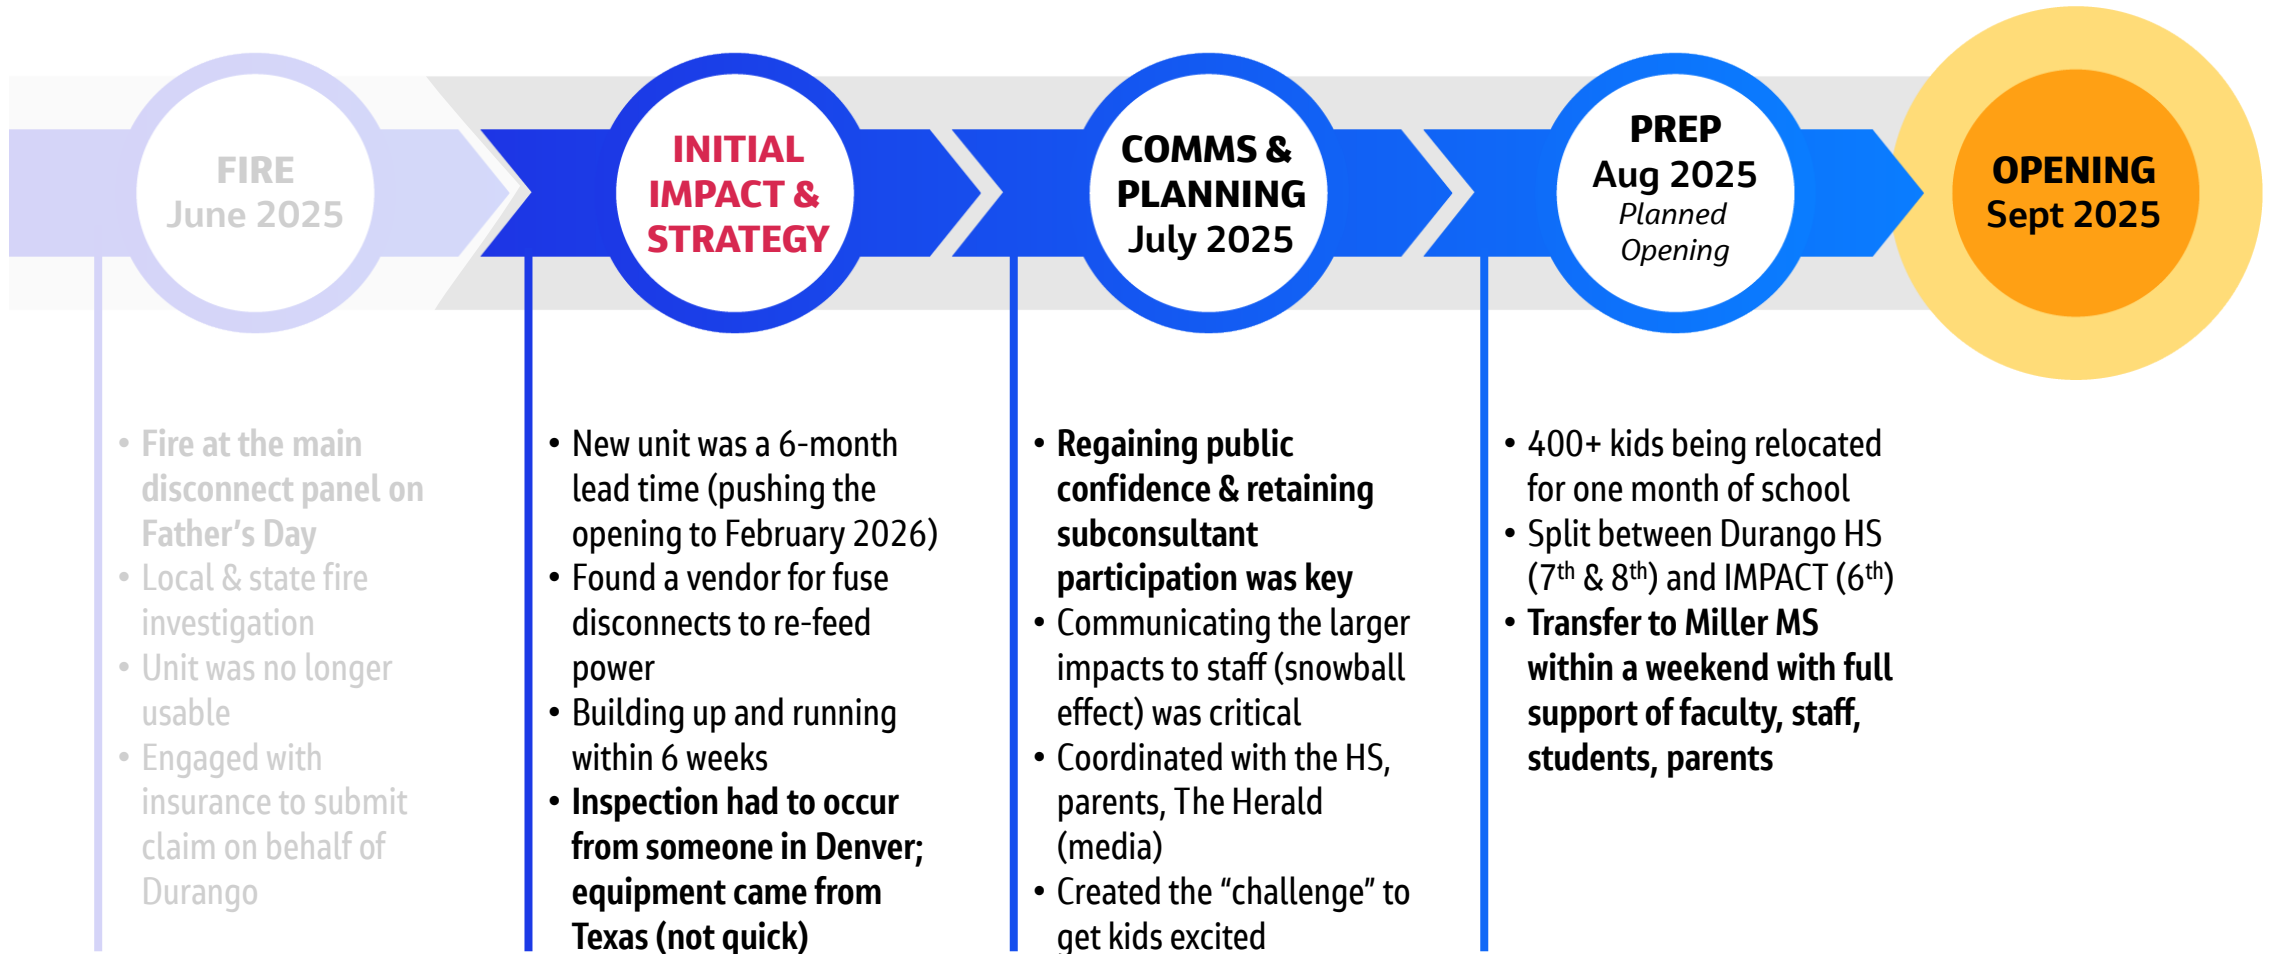 FIRE
June 2025
INITIAL
IMPACT &
STRATEGY
COMMS &
PLANNING
July 2025
PREP
Aug 2025
Planned
Opening
OPENING
Sept 2025
• Fire at the main
disconnect panel on
Father’s Day
• Local & state fire
investigation
• Unit was no longer
usable
• Engaged with
insurance to submit
claim on behalf of
Durango
• New unit was a 6-month
lead time (pushing the
opening to February 2026)
• Found a vendor for fuse
disconnects to re-feed
power
• Building up and running
within 6 weeks
• Inspection had to occur
from someone in Denver;
equipment came from
Texas (not quick)
• Regaining public
confidence & retaining
subconsultant
participation was key
• Communicating the larger
impacts to staff (snowball
effect) was critical
• Coordinated with the HS,
parents, The Herald
(media)
• Created the “challenge” to
get kids excited
• 400+ kids being relocated
for one month of school
• Split between Durango HS
(7th & 8th) and IMPACT (6th)
• Transfer to Miller MS
within a weekend with full
support of faculty, staff,
students, parents